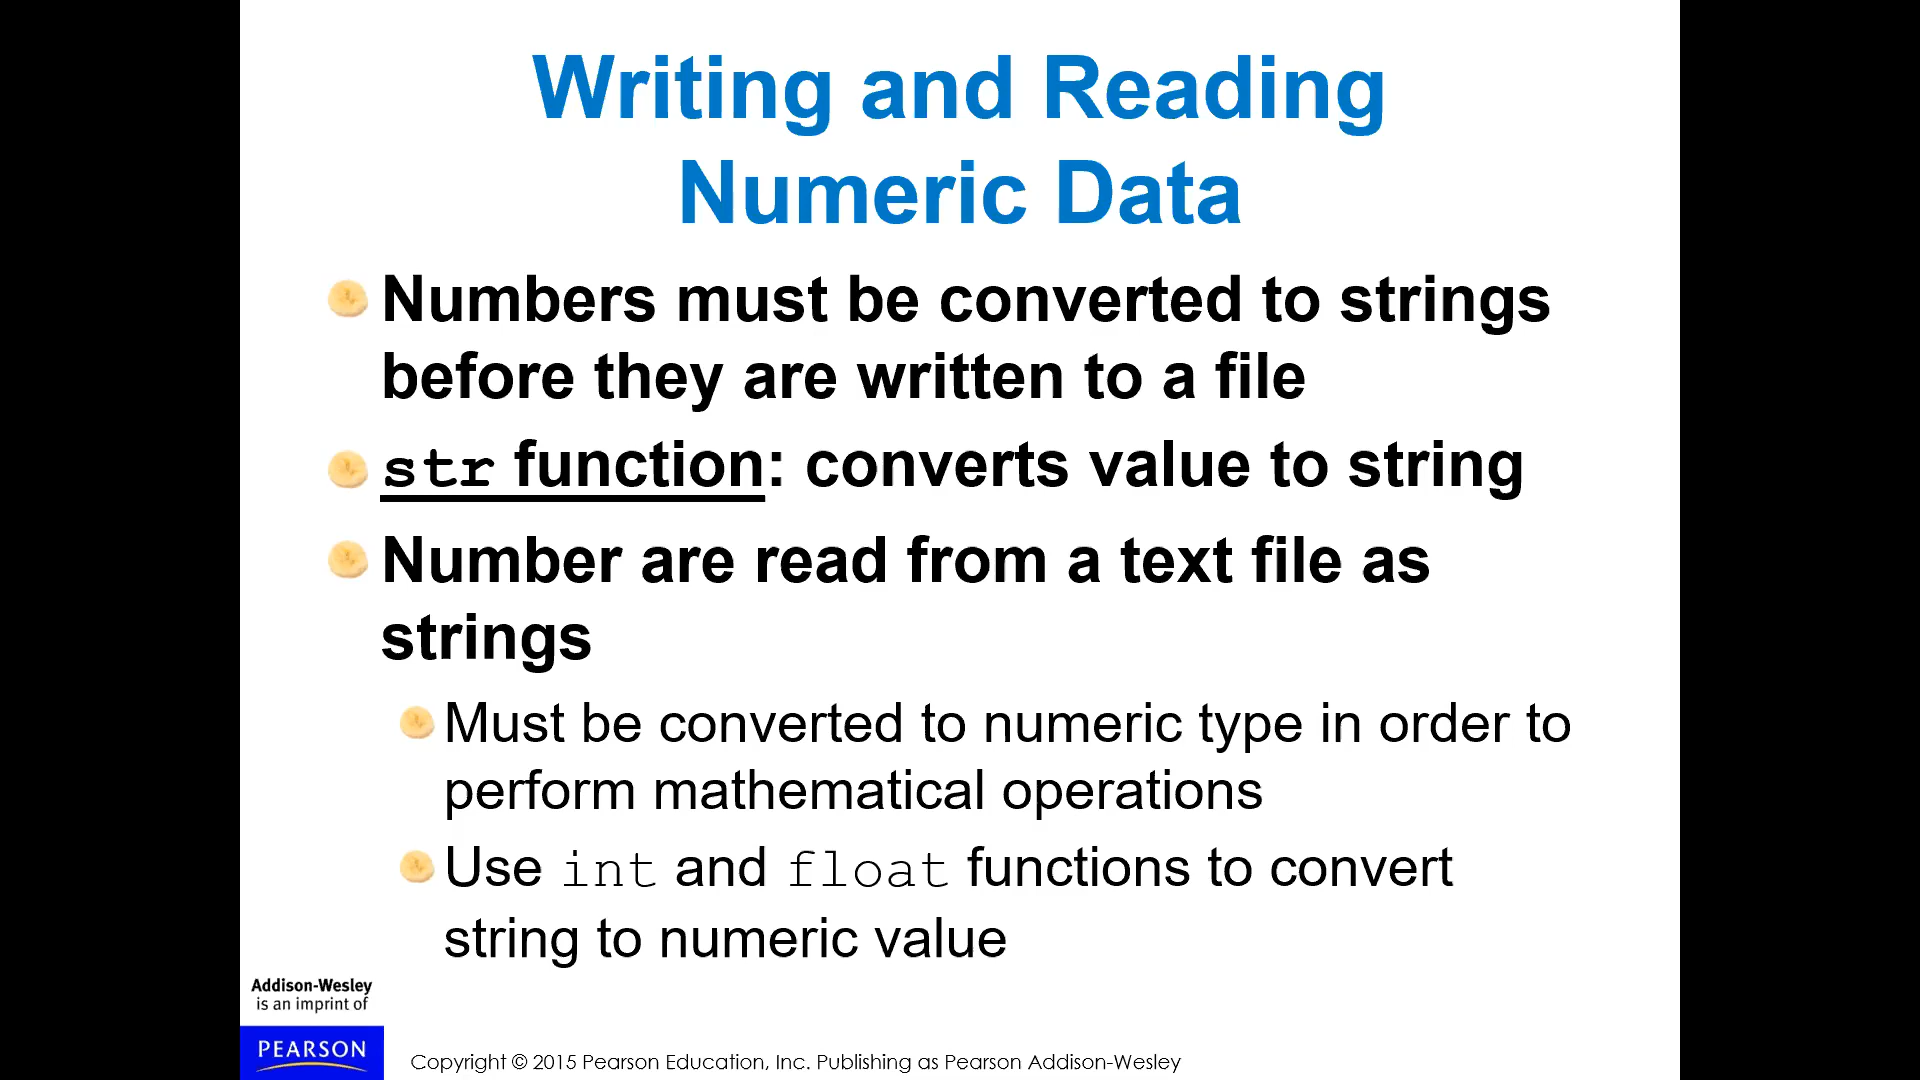 Writing and Reading
Numeric Data
Numbers must be converted to strings
before they are written to a file
str function: converts value to string
Number are read from a text file as
strings
Must be converted to numeric type in order to
perform mathematical operations
Use int and float functions to convert
string to numeric value
Addison-Wesley
is an imprint of
PEARSON
Copyright © 2015 Pearson Education, Inc. Publishing as Pearson Addison-Wesley